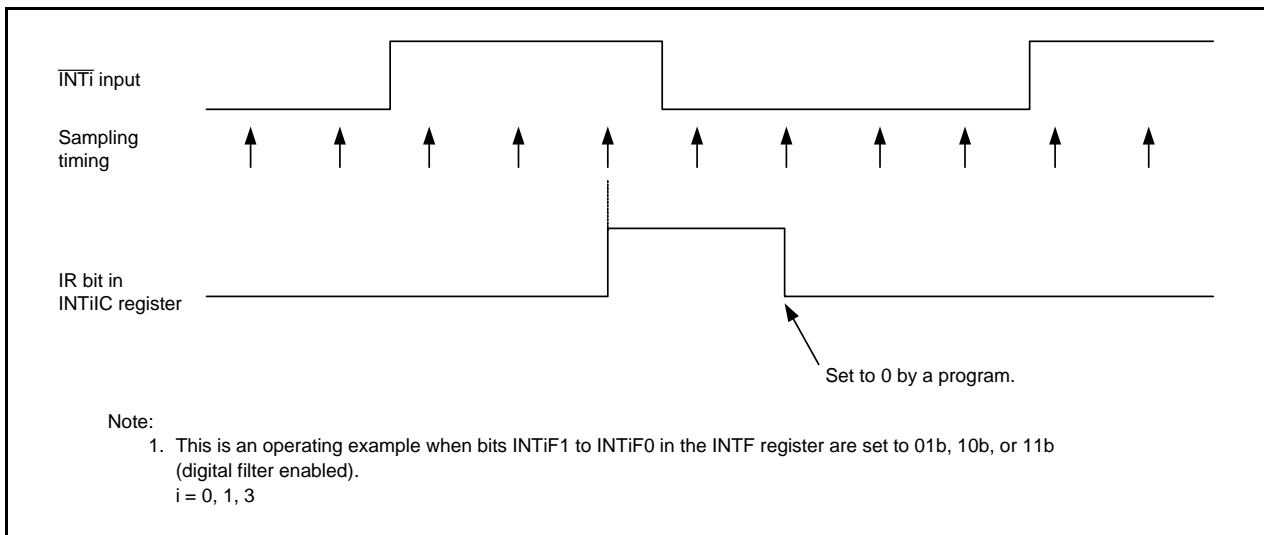 INTi input
Sampling
timing
IR bit in
INTiIC register
Set to 0 by a program.
Note:
1. This is an operating example when bits INTiF1 to INTiF0 in the INTF register are set to 01b, 10b, or 11b
(digital filter enabled).
i = 0, 1, 3